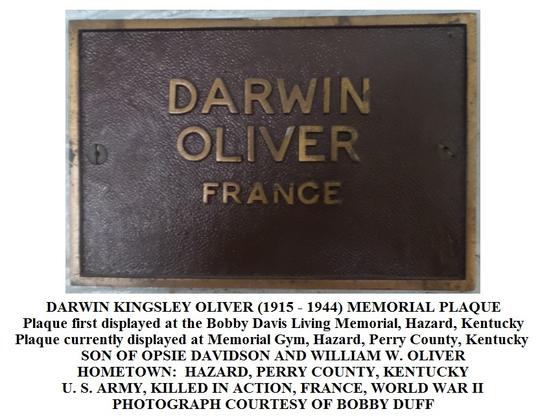 DARWIN
OLIVER
FRANCE
DARWIN KINGSLEY OLIVER (1915 - 1944) MEMORIAL PLAQUE
Plaque first displayed at the Bobby Davis Living Memorial, Hazard, Kentucky
Plaque currently displayed at Memorial Gym, Hazard, Perry County, Kentucky
SON OF OPSIE DAVIDSON AND WILLIAM W. OLIVER
HOMETOWN:  HAZARD, PERRY COUNTY, KENTUCKY
U. S. ARMY, KILLED IN ACTION, FRANCE, WORLD WAR II
PHOTOGRAPH COURTESY OF BOBBY DUFF